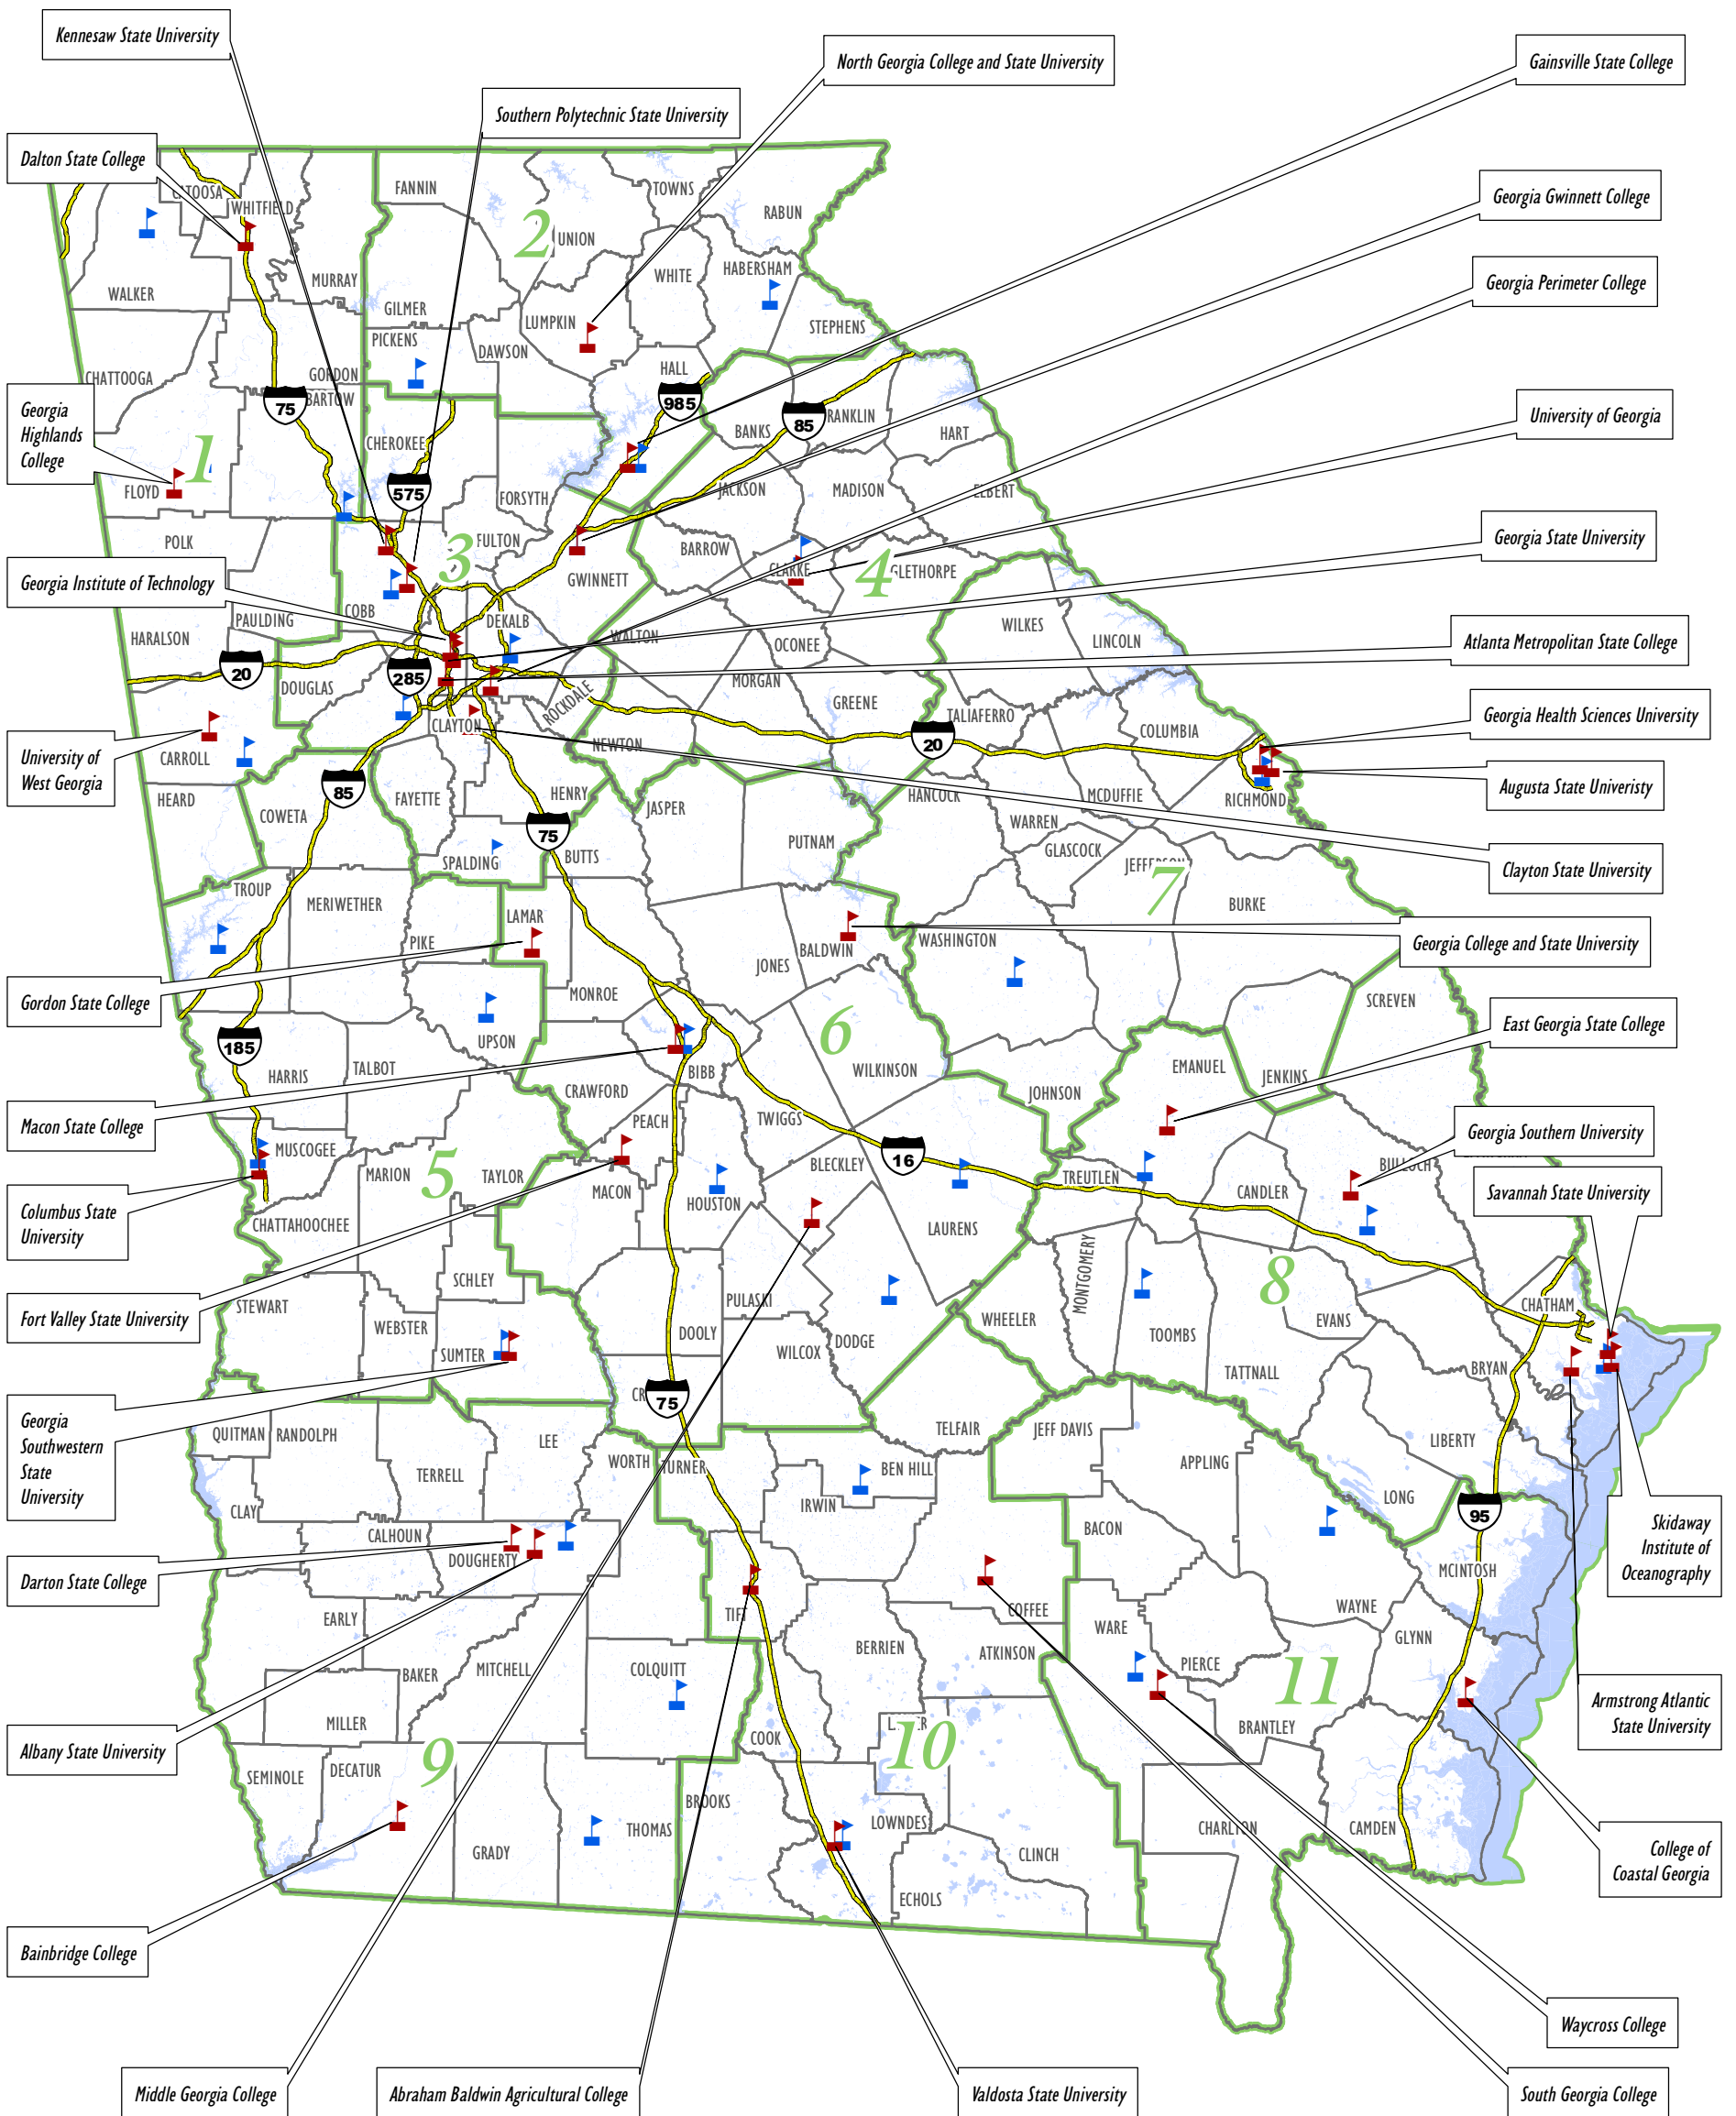 Kennesaw State University
North Georgia College and State University
Gainsville State College
Southern Polytechnic State University
Dalton State College
Georgia Gwinnett College
Georgia Perimeter College
Georgia
Highlands
College
University of Georgia
Georgia State University
Georgia Institute of Technology
Atlanta Metropolitan State College
Georgia Health Sciences University
University of
West Georgia
Augusta State Univeristy
Clayton State University
Georgia College and State University
Gordon State College
East Georgia State College
Macon State College
Georgia Southern University
Savannah State University
Columbus State
University
Fort Valley State University
Georgia
Southwestern
State
University
Skidaway
Institute of
Oceanography
Darton State College
Armstrong Atlantic
State University
Albany State University
College of
Coastal Georgia
Bainbridge College
Waycross College
Middle Georgia College
Abraham Baldwin Agricultural College
Valdosta State University
South Georgia College
CATOOSA
WHITFIELD
FANNIN
TOWNS
RABUN
2
UNION
WALKER
MURRAY
GILMER
WHITE
HABERSHAM
LUMPKIN
STEPHENS
PICKENS
DAWSON
CHATTOOGA
GORDON
HALL
BARTOW
75
985
85
BANKS
HART
CHEROKEE
1
FLOYD
575
FORSYTH
JACKSON
MADISON
ELBERT
POLK
3
FULTON
BARROW
CLARKE
4
GWINNETT
COBB
PAULDING
DEKALB
HARALSON
WALTON
OCONEE
WILKES
LINCOLN
20
DOUGLAS
285
MORGAN
GREENE
ROCKDALE
CLAYTON
TALIAFERRO
COLUMBIA
20
CARROLL
NEWTON
HEARD
85
COWETA
FAYETTE
HENRY
JASPER
HANCOCK
MCDUFFIE
RICHMOND
75
PUTNAM
WARREN
GLASCOCK
SPALDING
BUTTS
JEFFERSON
7
TROUP
MERIWETHER
PIKE
LAMAR
BURKE
BALDWIN
WASHINGTON
JONES
MONROE
SCREVEN
6
UPSON
185
HARRIS
TALBOT
CRAWFORD
BIBB
WILKINSON
JOHNSON
EMANUEL
JENKINS
PEACH
TWIGGS
MUSCOGEE
MARION
5
TAYLOR
MACON
HOUSTON
BLECKLEY
16
TREUTLEN
CANDLER
BULLOCH
CHATTAHOOCHEE
LAURENS
SCHLEY
STEWART
WEBSTER
SUMTER
PULASKI
DOOLY
WILCOX
DODGE
WHEELER
MONTGOMERY
TOOMBS
8
EVANS
CHATHAM
TATTNALL
BRYAN
75
QUITMAN
RANDOLPH
TERRELL
LEE
WORTH
TURNER
TELFAIR
JEFF DAVIS
LIBERTY
BEN HILL
IRWIN
APPLING
LONG
95
CLAY
CALHOUN
DOUGHERTY
BACON
MCINTOSH
EARLY
TIFT
COFFEE
WARE
WAYNE
BAKER
MITCHELL
COLQUITT
BERRIEN
ATKINSON
PIERCE
GLYNN
11
MILLER
COOK
10
BRANTLEY
SEMINOLE
DECATUR
9
BROOKS
GRADY
THOMAS
LOWNDES
CLINCH
ECHOLS
CHARLTON
CAMDEN